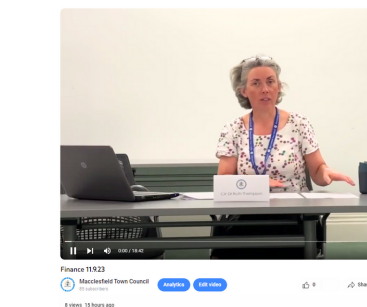 0:00 / 18:42
Finance 11.9.23
Macclesfield Town Council
Analytics
Edit video
0
Shar
8 views 15 hours ago